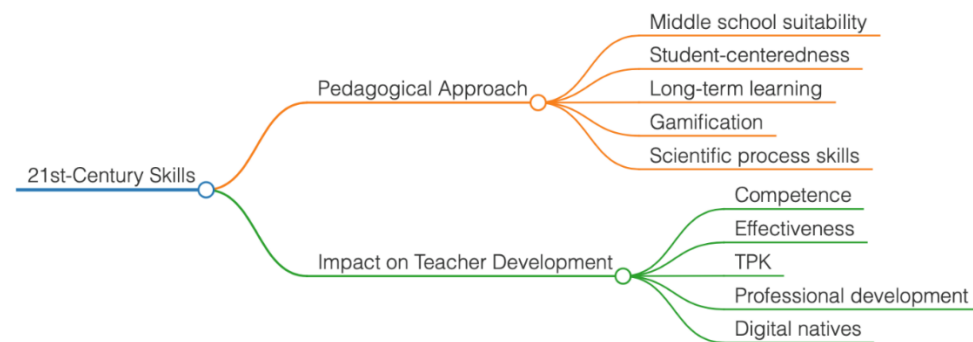 21st-Century Skills
Pedagogical Approach
Middle school suitability
Student-centeredness
Long-term learning
Gamification
Scientific process skills
Impact on Teacher Development
Competence
Effectiveness
TPK
Professional development
Digital natives